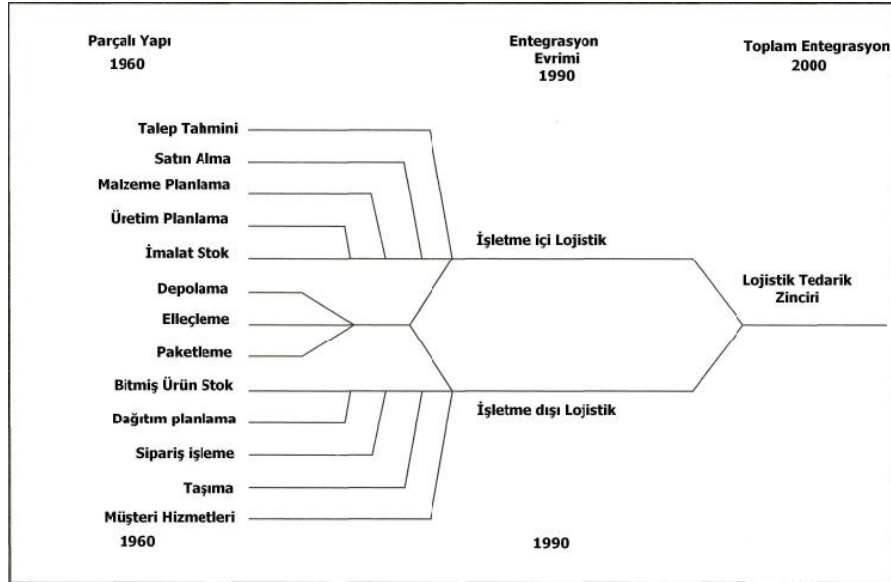 Parçalı Yapı
1960
Entegrasyon
Evrimi
1990
Toplam Entegrasyon
2000
Talep Tahmini
Satın Alma
Malzeme Planlama
Üretim Planlama
İmalat Stok
Depolama
Elleçleme
Paketleme
Bitmiş Ürün Stok
Dağıtım planlama
Sipariş işleme
Taşıma
Müşteri Hizmetleri
İşletme içi Lojistik
İşletme dışı Lojistik
Lojistik Tedarik
Zinciri
1960
1990